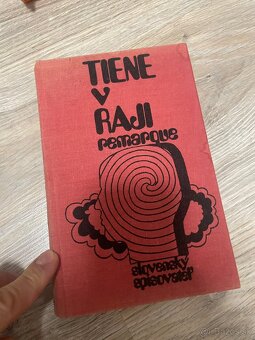 TIENE
V
RAJI
remarque
slovenský
spisovateľ